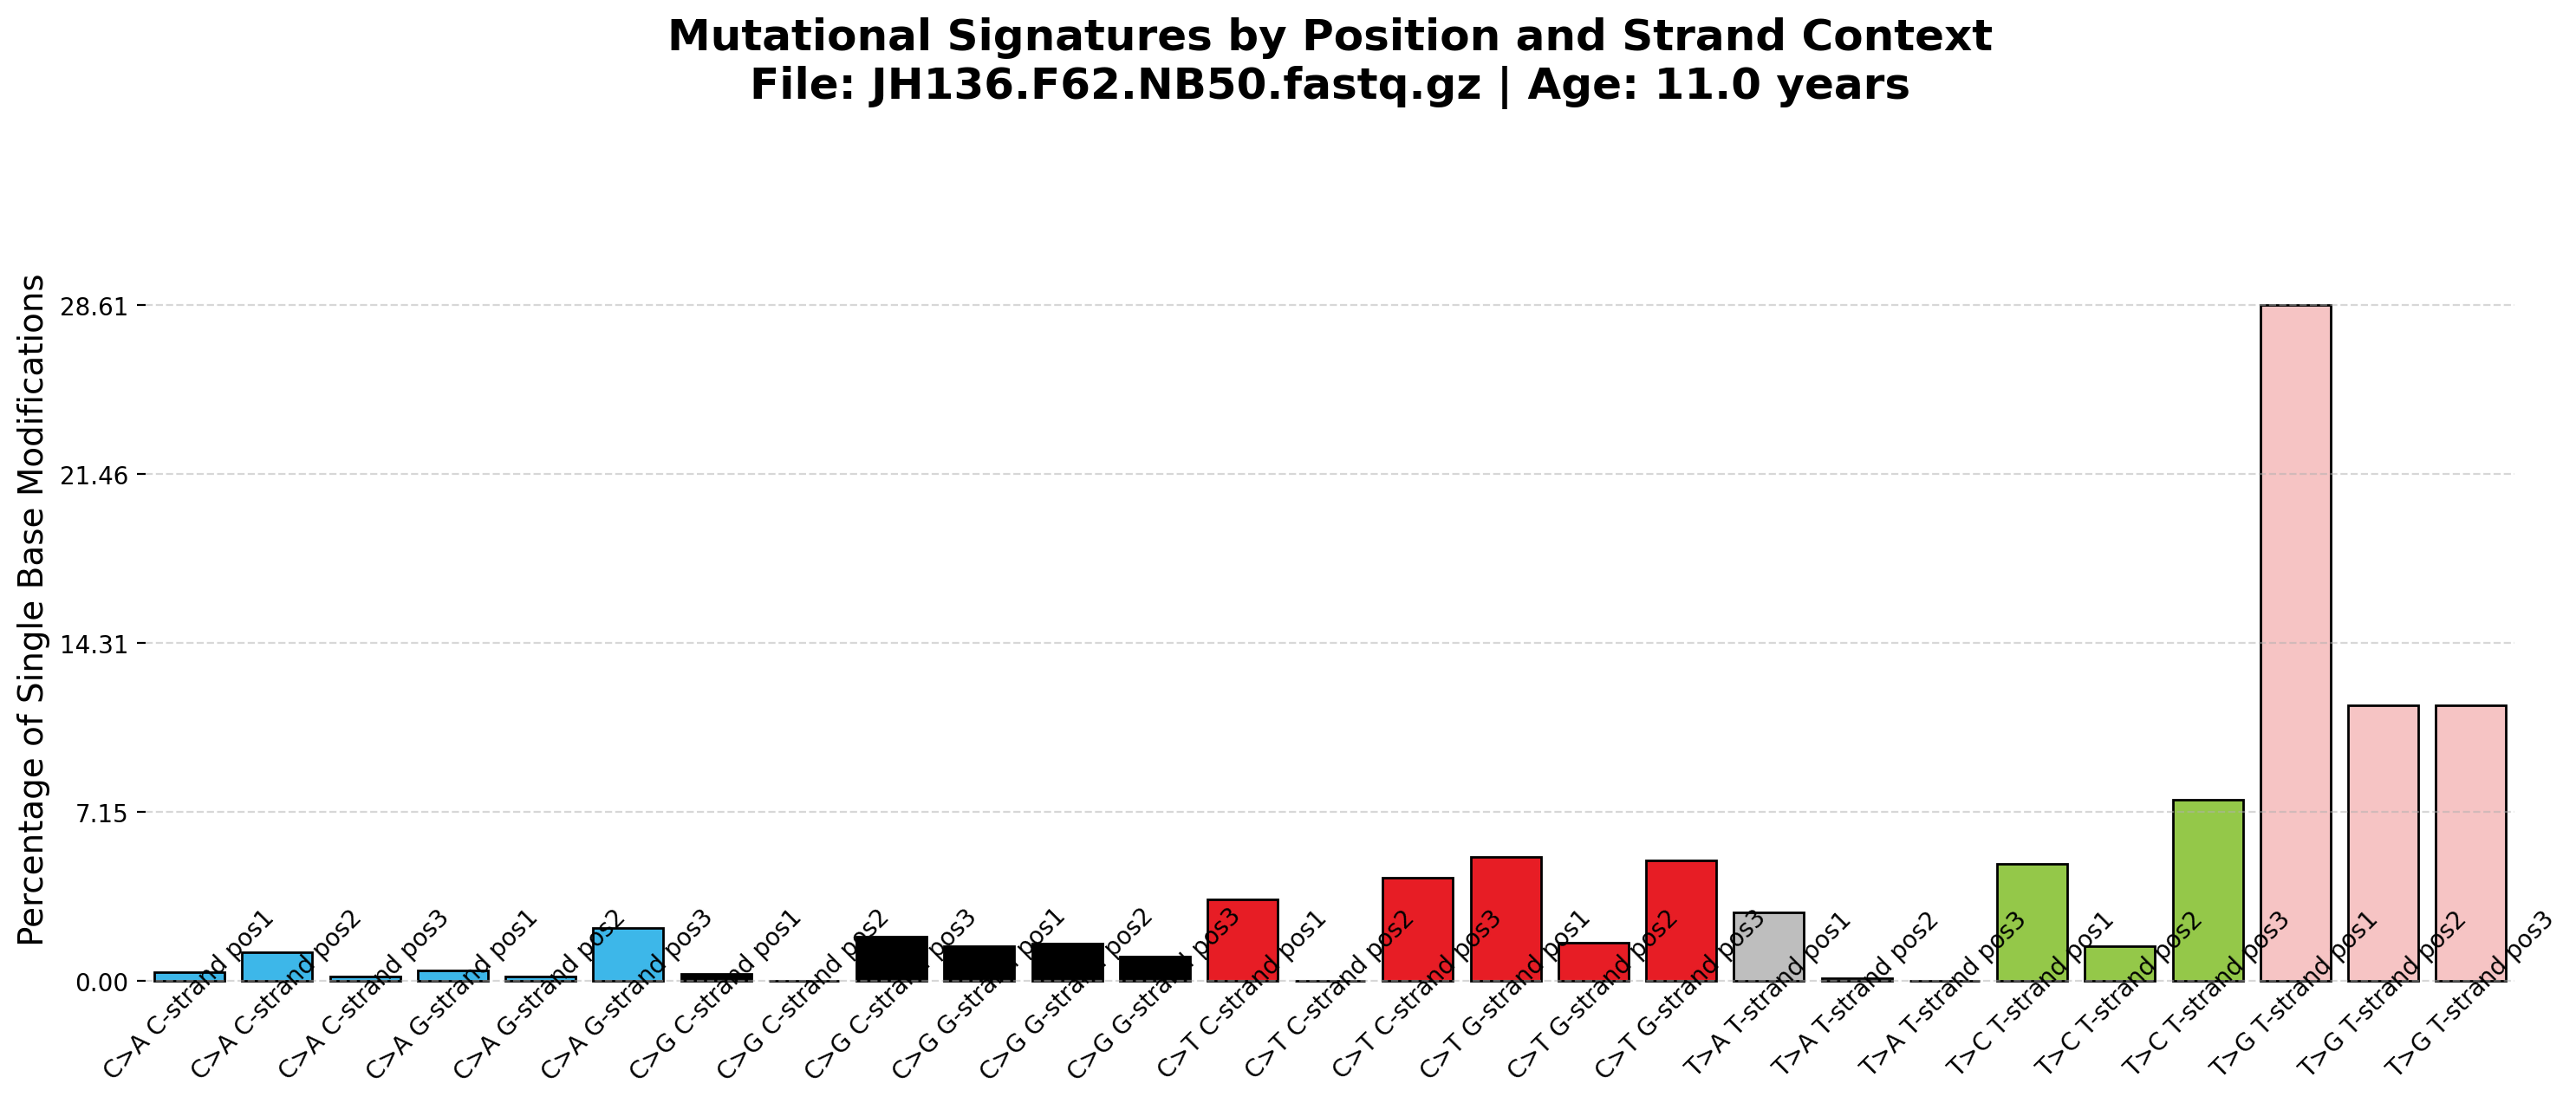 Mutational Signatures by Position and Strand Context
File: JH136.F62.NB50.fastq.gz | Age: 11.0 years
Percentage of Single Base Modifications
28.61
21.46
14.31
7.15
0.00
C>A C-strand pos1
C>A C-strand pos2
C>A C-strand pos3
C>A G-strand pos1
C>A G-strand pos2
C>A G-strand pos3
C>G C-strand pos1
C>G C-strand pos2
C>G C-strand pos3
C>G G-strand pos1
C>G G-strand pos2
C>G G-strand pos3
C>T C-strand pos1
C>T C-strand pos2
C>T C-strand pos3
C>T G-strand pos1
C>T G-strand pos2
C>T G-strand pos3
T>A T-strand pos1
T>A T-strand pos2
T>A T-strand pos3
T>C T-strand pos1
T>C T-strand pos2
T>C T-strand pos3
T>G T-strand pos1
T>G T-strand pos2
T>G T-strand pos3